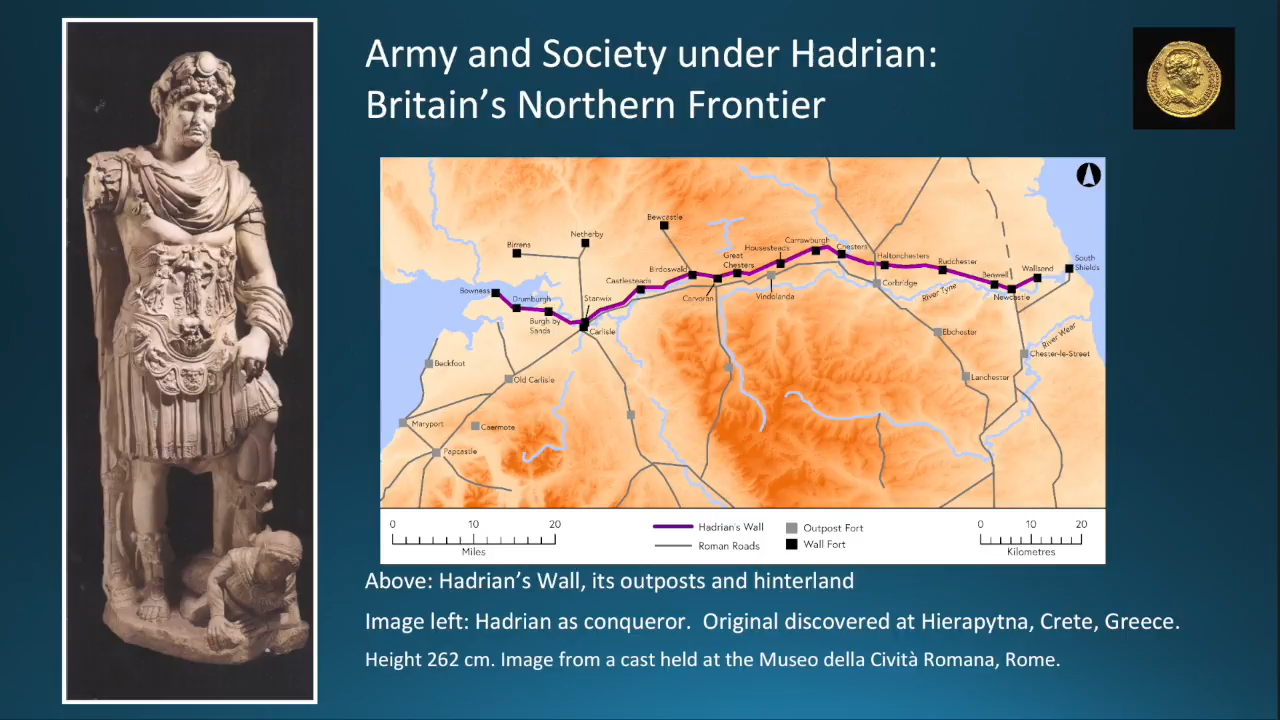 Army and Society under Hadrian:
Britain's Northern Frontier
Bewcastle
Netherby
Birrens
Carrawburgh
Chesters
Housesteads
Great
Chesters
Haltonchesters
Rudchester
South
Shields
Wallsend
Benwell
Newcastle
Birdoswald
Castlesteads
Carvoran
Vindolanda
Corbridge
River Tyne
Bowness
Drumburgh
Stanwix
Burgh by
Sands
Carlisle
Ebchester
River Wear
Chester-le-Street
Beckfoot
Old Carlisle
Lanchester
Maryport
Caermote
Papcastle
0 10 20
Miles
Hadrian's Wall
Roman Roads
Outpost Fort
Wall Fort
0 10 20
Kilometres
Above: Hadrian's Wall, its outposts and hinterland
Image left: Hadrian as conqueror. Original discovered at Hierapytna, Crete, Greece.
Height 262 cm. Image from a cast held at the Museo della Cività Romana, Rome.